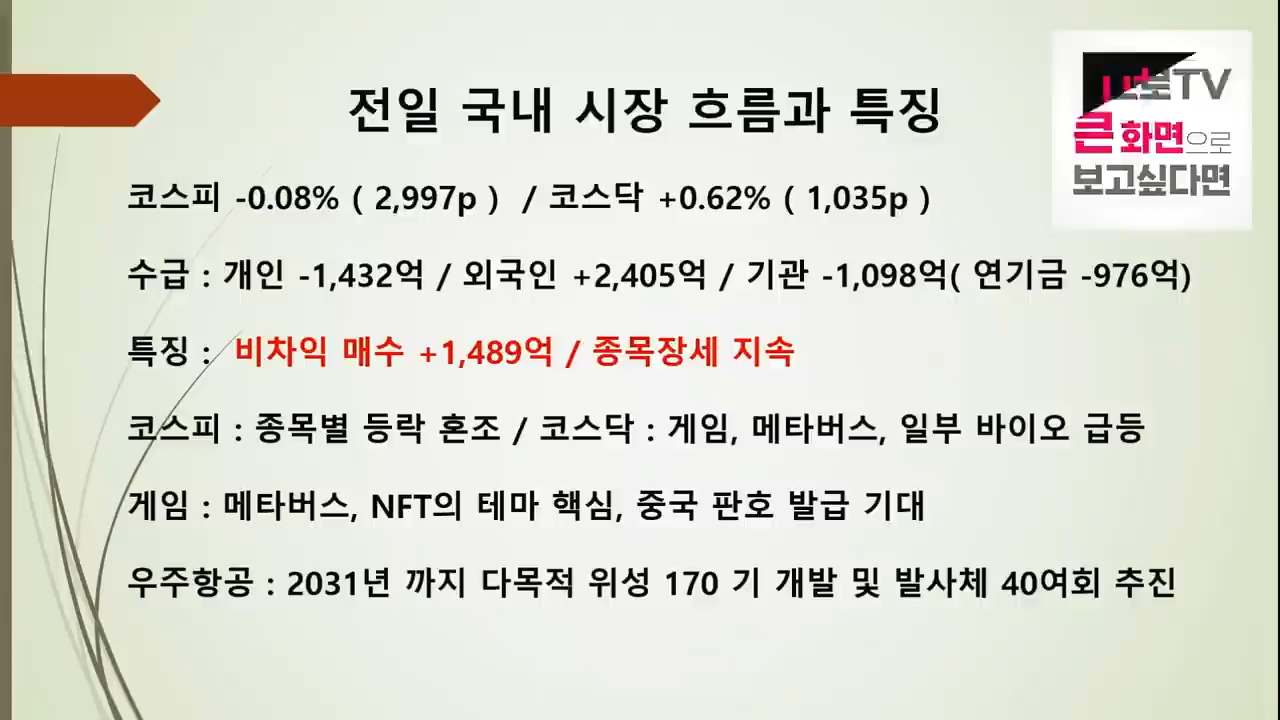 전일 국내 시장 흐름과 특징
TV
큰 화면으로
보고싶다면
코스피 -0.08% ( 2,997p ) / 코스닥 +0.62% ( 1,035p )
수급 : 개인 -1,432억 / 외국인 +2,405억 / 기관 -1,098억( 연기금 -976억)
특징 : 비차익 매수 +1,489억 / 종목장세 지속
코스피 : 종목별 등락 혼조 / 코스닥 : 게임, 메타버스, 일부 바이오 급등
게임 : 메타버스, NFT의 테마 핵심, 중국 판호 발급 기대
우주항공 : 2031년 까지 다목적 위성 170 기 개발 및 발사체 40여회 추진